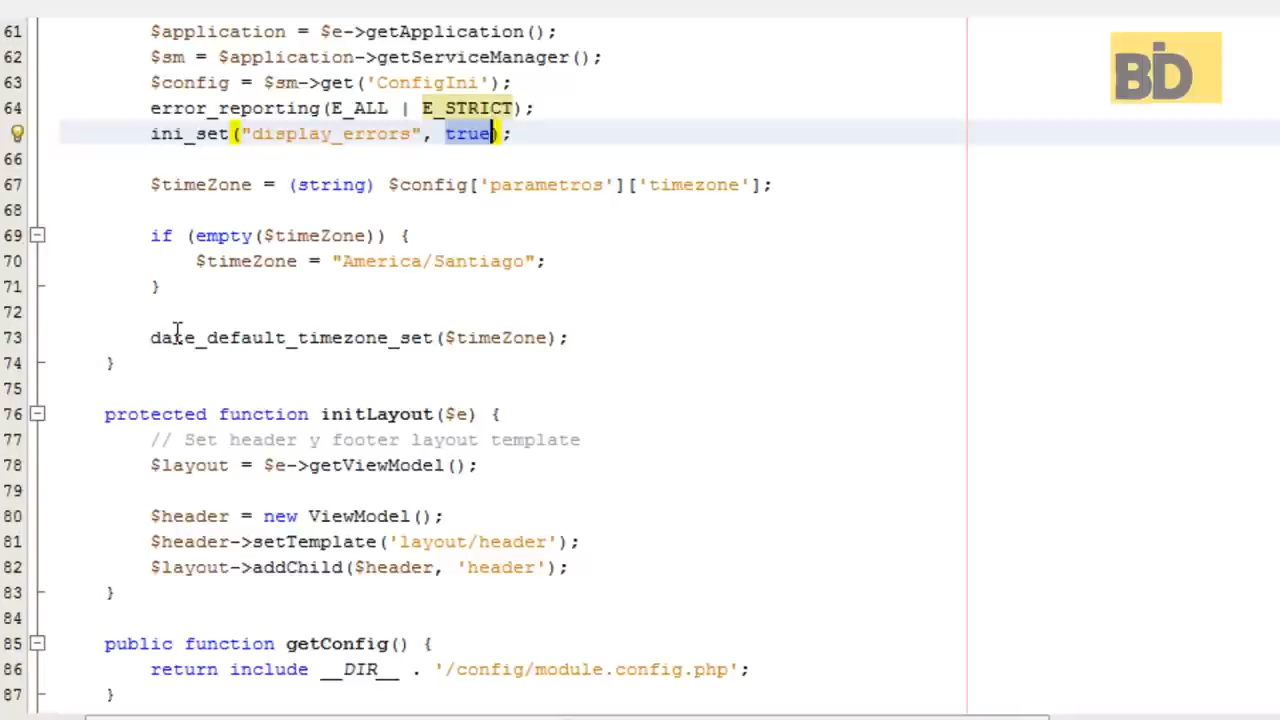 61 $application = $e->getApplication();
62 $sm = $application->getServiceManager();
63 $config = $sm->get('ConfigIni');
64 error_reporting(E_ALL | E_STRICT);
ini_set("display_errors", true);
66
67 $timeZone = (string) $config['parametros']['timezone'];
68
69 if (empty($timeZone)) {
70 $timeZone = "America/Santiago";
71 }
72
73 date_default_timezone_set($timeZone);
74 }
75
76 protected function initLayout($e) {
77 // Set header y footer layout template
78 $layout = $e->getViewModel();
79
80 $header = new ViewModel();
81 $header->setTemplate('layout/header');
82 $layout->addChild($header, 'header');
83 }
84
85 public function getConfig() {
86 return include __DIR__ . '/config/module.config.php';
87 }
BID